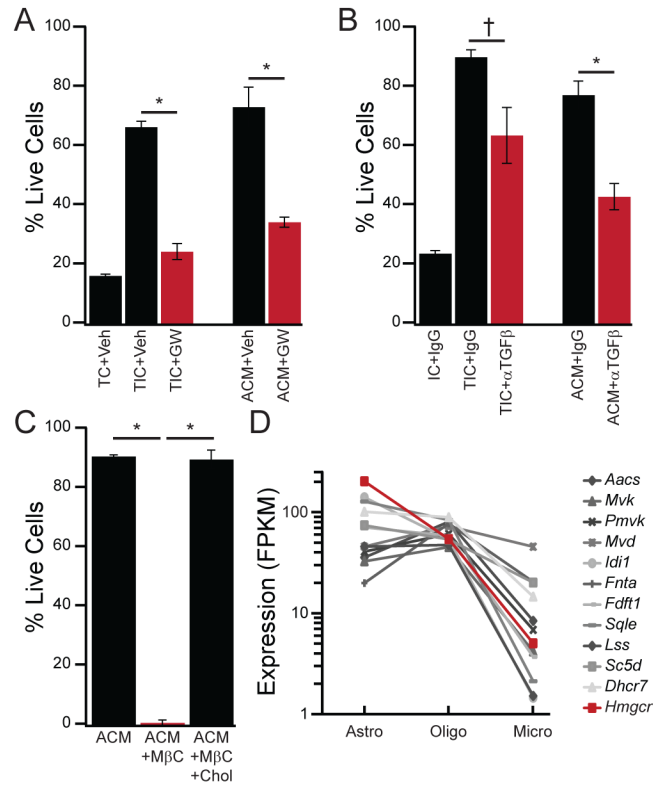 A
% Live Cells
100
80
60
40
20
0
*
*
TC+Veh
TIC+Veh
TIC+GW
ACM+Veh
ACM+GW
B
% Live Cells
100
80
60
40
20
0
†
*
IC+IgG
TIC+IgG
TIC+αTGFβ
ACM+IgG
ACM+αTGFβ
C
% Live Cells
100
80
60
40
20
0
*
*
ACM
ACM
+MβC
ACM
+MβC
+Chol
D
Expression (FPKM)
100
10
1
Astro
Oligo
Micro
Aacs
Mvk
Pmvk
Mvd
Idi1
Fnta
Fdft1
Sqle
Lss
Sc5d
Dhcr7
Hmgcr